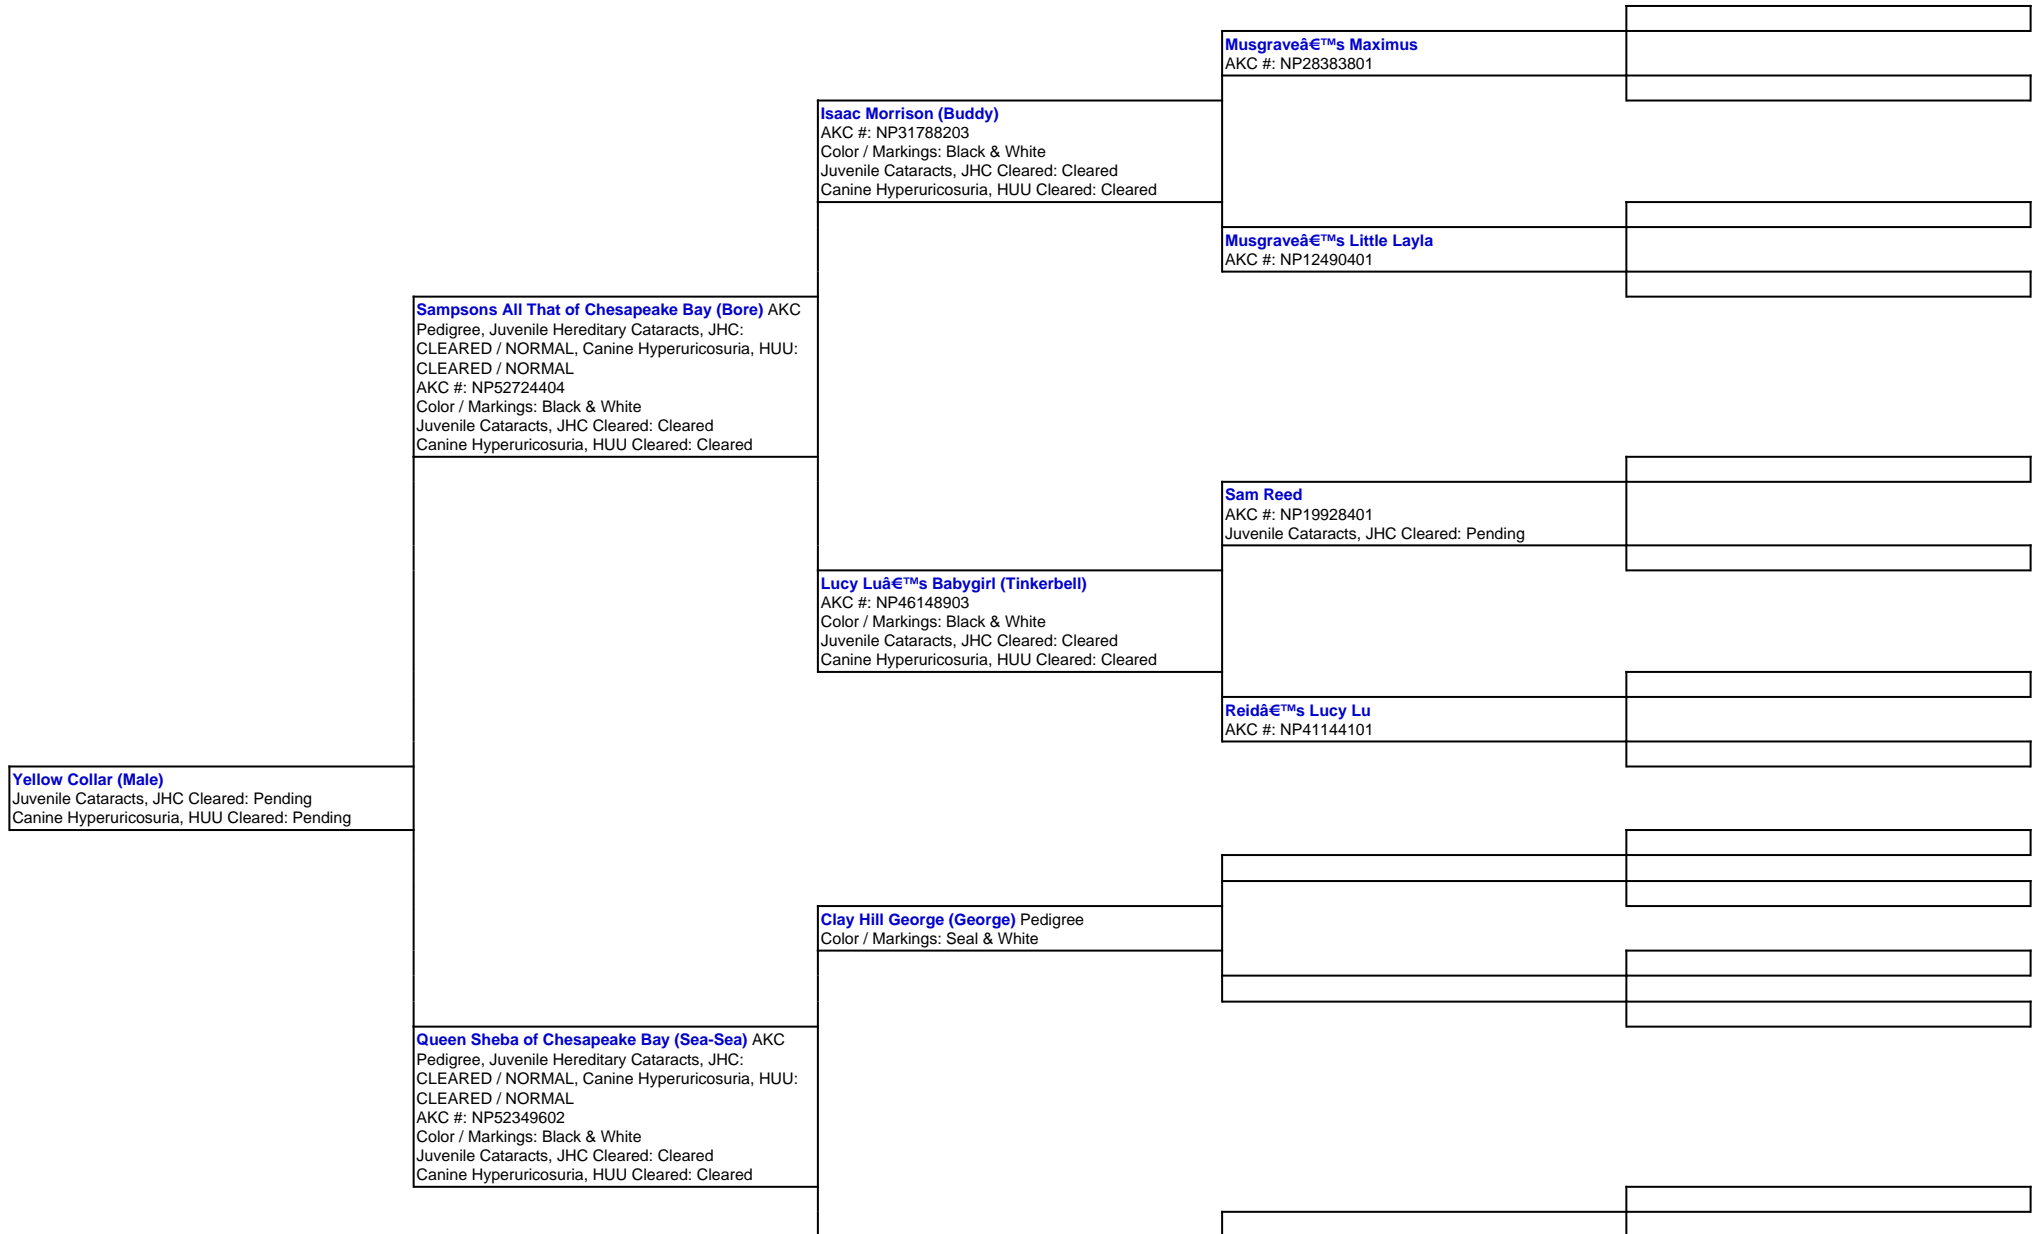 Musgraveâ€™s Maximus
AKC #: NP28383801
Isaac Morrison (Buddy)
AKC #: NP31788203
Color / Markings: Black & White
Juvenile Cataracts, JHC Cleared: Cleared
Canine Hyperuricosuria, HUU Cleared: Cleared
Musgraveâ€™s Little Layla
AKC #: NP12490401
Sampsons All That of Chesapeake Bay (Bore) AKC
Pedigree, Juvenile Hereditary Cataracts, JHC:
CLEARED / NORMAL, Canine Hyperuricosuria, HUU:
CLEARED / NORMAL
AKC #: NP52724404
Color / Markings: Black & White
Juvenile Cataracts, JHC Cleared: Cleared
Canine Hyperuricosuria, HUU Cleared: Cleared
Sam Reed
AKC #: NP19928401
Juvenile Cataracts, JHC Cleared: Pending
Lucy Luâ€™s Babygirl (Tinkerbell)
AKC #: NP46148903
Color / Markings: Black & White
Juvenile Cataracts, JHC Cleared: Cleared
Canine Hyperuricosuria, HUU Cleared: Cleared
Reidâ€™s Lucy Lu
AKC #: NP41144101
Yellow Collar (Male)
Juvenile Cataracts, JHC Cleared: Pending
Canine Hyperuricosuria, HUU Cleared: Pending
Clay Hill George (George) Pedigree
Color / Markings: Seal & White
Queen Sheba of Chesapeake Bay (Sea-Sea) AKC
Pedigree, Juvenile Hereditary Cataracts, JHC:
CLEARED / NORMAL, Canine Hyperuricosuria, HUU:
CLEARED / NORMAL
AKC #: NP52349602
Color / Markings: Black & White
Juvenile Cataracts, JHC Cleared: Cleared
Canine Hyperuricosuria, HUU Cleared: Cleared